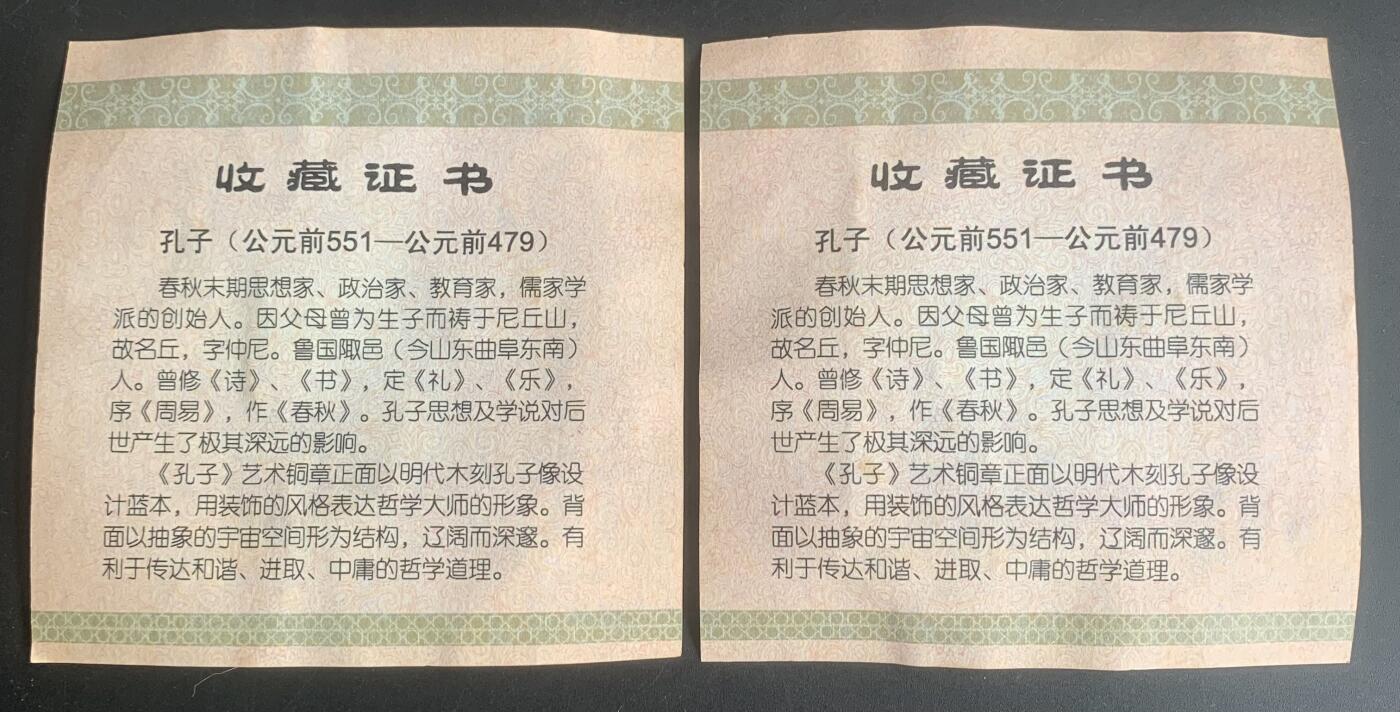 收藏证书
孔子（公元前551—公元前479）
春秋末期思想家、政治家、教育家，儒家学
派的创始人。因父母曾为生子而祷于尼丘山，
故名丘，字仲尼。鲁国陬邑（今山东曲阜东南）
人。曾修《诗》、《书》，定《礼》、《乐》，
序《周易》，作《春秋》。孔子思想及学说对后
世产生了极其深远的影响。
《孔子》艺术铜章正面以明代木刻孔子像设
计蓝本，用装饰的风格表达哲学大师的形象。背
面以抽象的宇宙空间形为结构，辽阔而深邃。有
利于传达和谐、进取、中庸的哲学道理。
收藏证书
孔子（公元前551—公元前479）
春秋末期思想家、政治家、教育家，儒家学
派的创始人。因父母曾为生子而祷于尼丘山，
故名丘，字仲尼。鲁国陬邑（今山东曲阜东南）
人。曾修《诗》、《书》，定《礼》、《乐》，
序《周易》，作《春秋》。孔子思想及学说对后
世产生了极其深远的影响。
《孔子》艺术铜章正面以明代木刻孔子像设
计蓝本，用装饰的风格表达哲学大师的形象。背
面以抽象的宇宙空间形为结构，辽阔而深邃。有
利于传达和谐、进取、中庸的哲学道理。